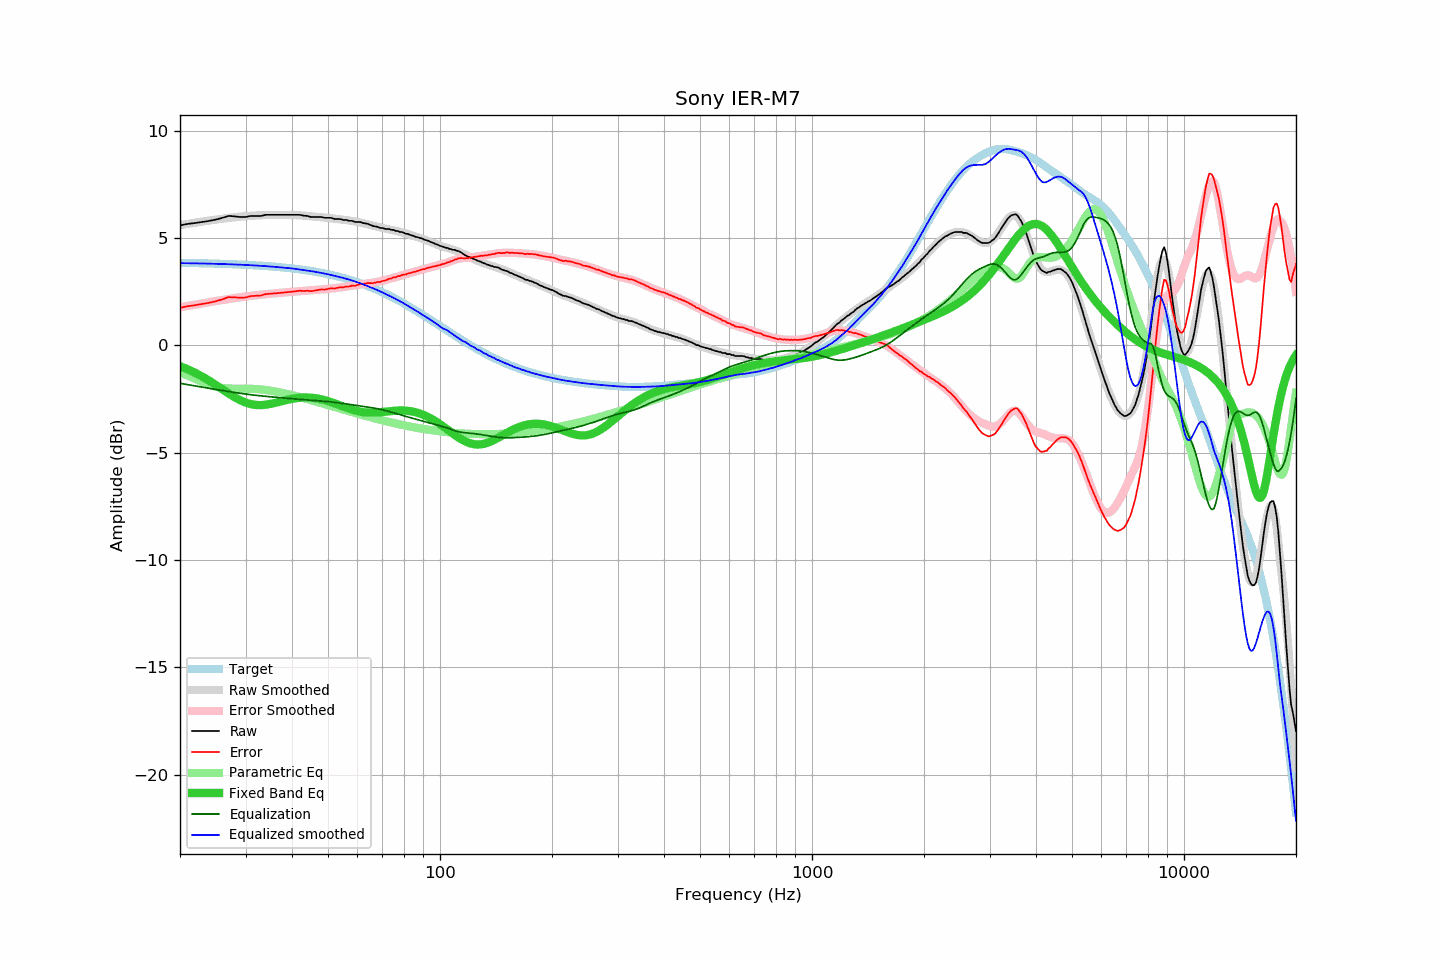 Sony IER-M7
10
5
0
−5
−10
−15
−20
Amplitude (dBr)
Target
Raw Smoothed
Error Smoothed
Raw
Error
Parametric Eq
Fixed Band Eq
Equalization
Equalized smoothed
100 1000 10000
Frequency (Hz)